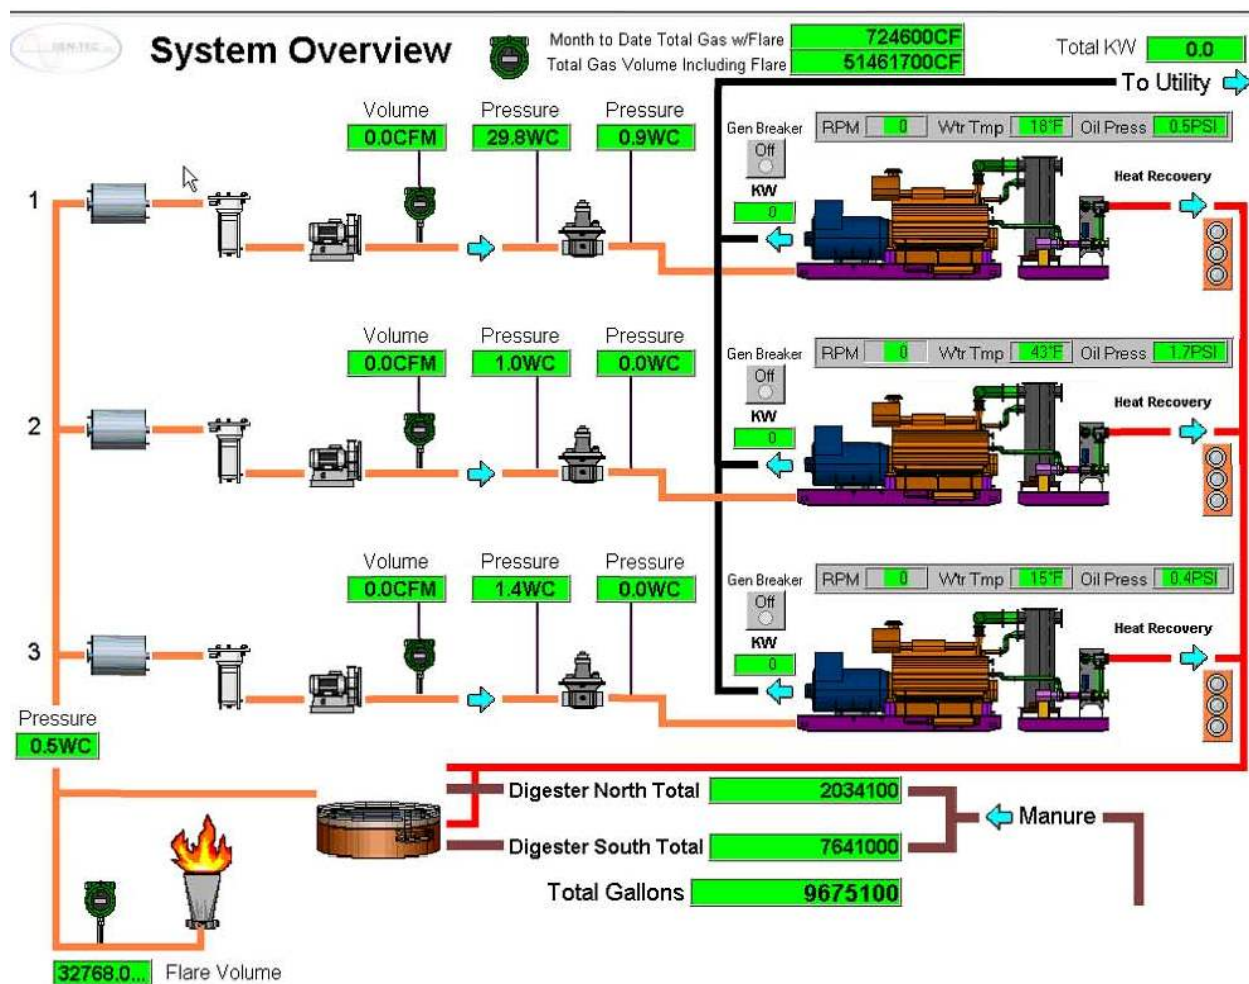 System Overview
Month to Date Total Gas w/Flare 724600CF
Total Gas Volume Including Flare 51461700CF
Total KW 0.0
To Utility
Volume Pressure Pressure
0.0CFM 29.8WC 0.9WC
Gen Breaker RPM 0 Wtr Tmp 18°F Oil Press 0.5PSI
Off
KW
0
Heat Recovery
1
Volume Pressure Pressure
0.0CFM 1.0WC 0.0WC
Gen Breaker RPM 0 Wtr Tmp 43°F Oil Press 1.7PSI
Off
KW
0
Heat Recovery
2
Volume Pressure Pressure
0.0CFM 1.4WC 0.0WC
Gen Breaker RPM 0 Wtr Tmp 15°F Oil Press 0.4PSI
Off
KW
0
Heat Recovery
3
Pressure
0.5WC
Digester North Total 2034100
Manure
Digester South Total 7641000
Total Gallons 9675100
32768.0... Flare Volume